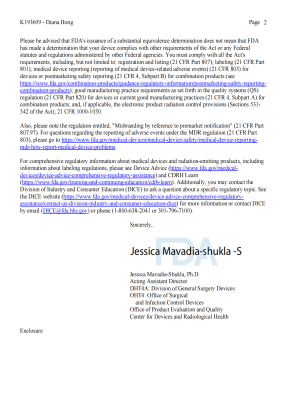 K193609 - Diana Hong Page 2
Please be advised that FDA's issuance of a substantial equivalence determination does not mean that FDA
has made a determination that your device complies with other requirements of the Act or any Federal
statutes and regulations administered by other Federal agencies. You must comply with all the Act's
requirements, including, but not limited to: registration and listing (21 CFR Part 807); labeling (21 CFR Part
801); medical device reporting (reporting of medical device-related adverse events) (21 CFR 803) for
devices or postmarketing safety reporting (21 CFR 4, Subpart B) for combination products (see
https://www.fda.gov/combination-products/guidance-regulatory-information/postmarketing-safety-reporting-
combination-products); good manufacturing practice requirements as set forth in the quality systems (QS)
regulation (21 CFR Part 820) for devices or current good manufacturing practices (21 CFR 4, Subpart A) for
combination products; and, if applicable, the electronic product radiation control provisions (Sections 531-
542 of the Act); 21 CFR 1000-1050.
Also, please note the regulation entitled, "Misbranding by reference to premarket notification" (21 CFR Part
807.97). For questions regarding the reporting of adverse events under the MDR regulation (21 CFR Part
803), please go to https://www.fda.gov/medical-devices/medical-device-safety/medical-device-reporting-
mdr-how-report-medical-device-problems.
For comprehensive regulatory information about medical devices and radiation-emitting products, including
information about labeling regulations, please see Device Advice (https://www.fda.gov/medical-
devices/device-advice-comprehensive-regulatory-assistance) and CDRH Learn
(https://www.fda.gov/training-and-continuing-education/cdrh-learn). Additionally, you may contact the
Division of Industry and Consumer Education (DICE) to ask a question about a specific regulatory topic. See
the DICE website (https://www.fda.gov/medical-devices/device-advice-comprehensive-regulatory-
assistance/contact-us-division-industry-and-consumer-education-dice) for more information or contact DICE
by email (DICE@fda.hhs.gov) or phone (1-800-638-2041 or 301-796-7100).
Sincerely,
FDA
Jessica Mavadia-shukla -S
Jessica Mavadia-Shukla, Ph.D.
Acting Assistant Director
DHT4A: Division of General Surgery Devices
OHT4: Office of Surgical
and Infection Control Devices
Office of Product Evaluation and Quality
Center for Devices and Radiological Health
Enclosure